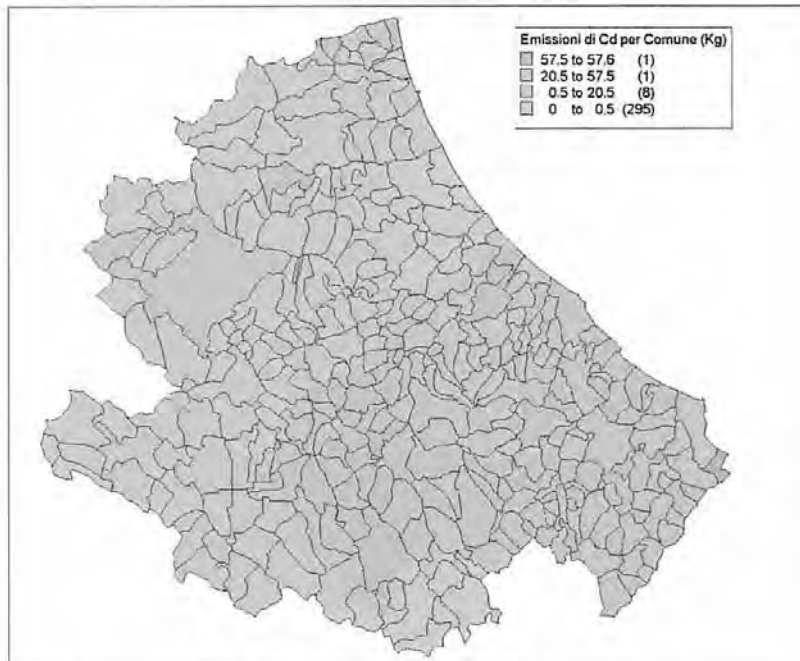 Emissioni di Cd per Comune (Kg)
57.5 to 57.6 (1)
20.5 to 57.5 (1)
0.5 to 20.5 (8)
0 to 0.5 (295)